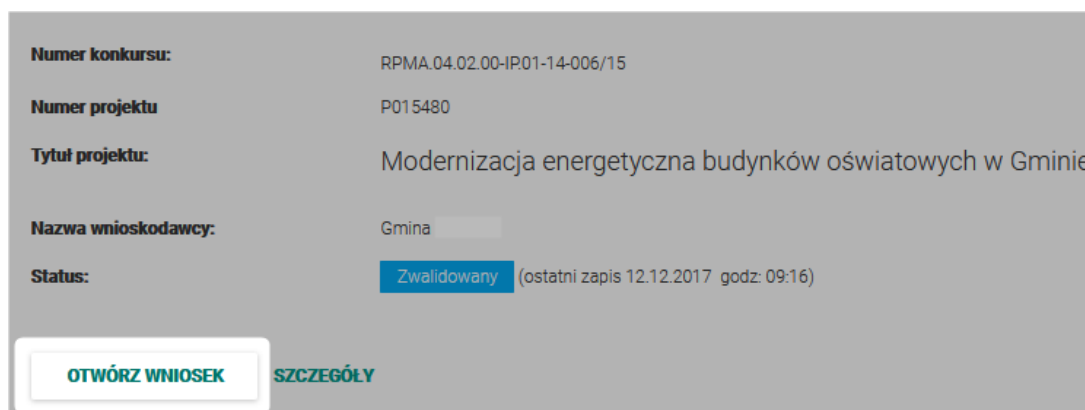 Numer konkursu: RPMA.04.02.00-IP.01-14-006/15
Numer projektu P015480
Tytuł projektu: Modernizacja energetyczna budynków oświatowych w Gminie
Nazwa wnioskodawcy: Gmina
Status: Zwalidowany (ostatni zapis 12.12.2017 godz: 09:16)
OTWÓRZ WNIOSEK SZCZEGÓŁY